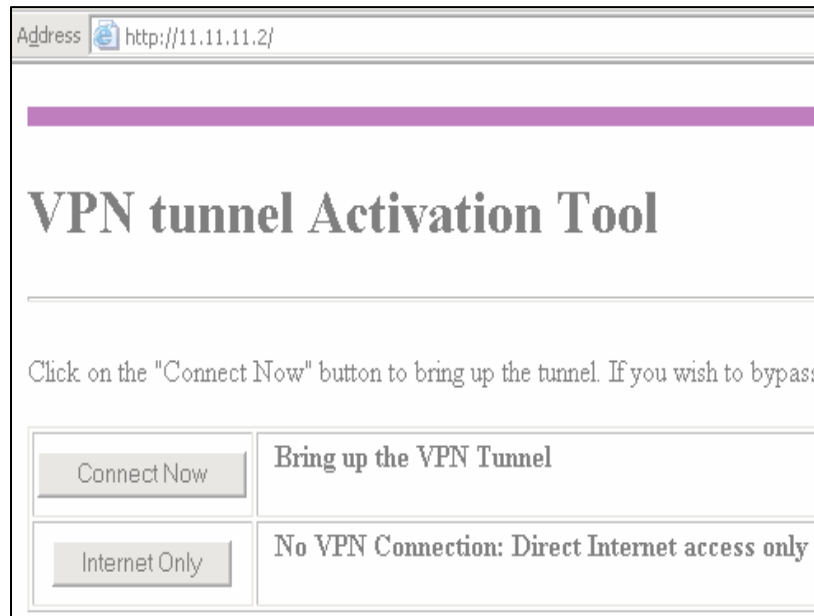 Address http://11.11.11.2/
VPN tunnel Activation Tool
Click on the "Connect Now" button to bring up the tunnel. If you wish to bypass
Connect Now Bring up the VPN Tunnel
Internet Only No VPN Connection: Direct Internet access only